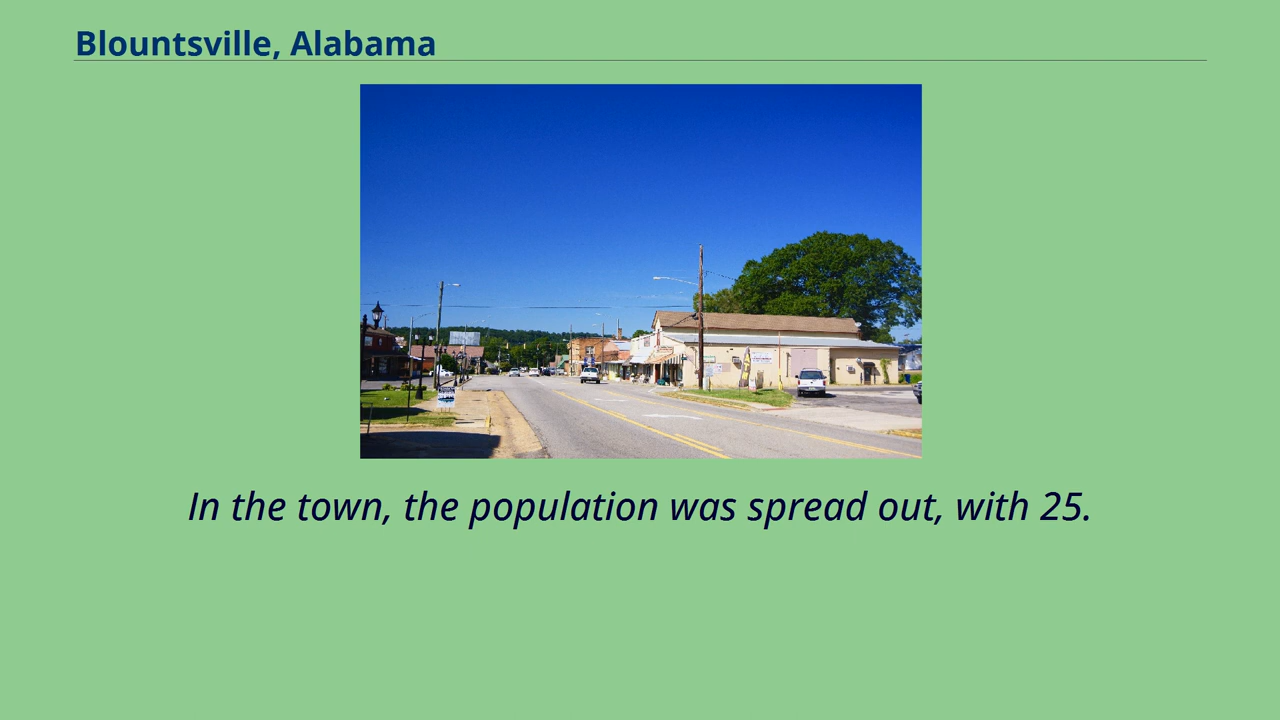 Blountsville, Alabama
In the town, the population was spread out, with 25.